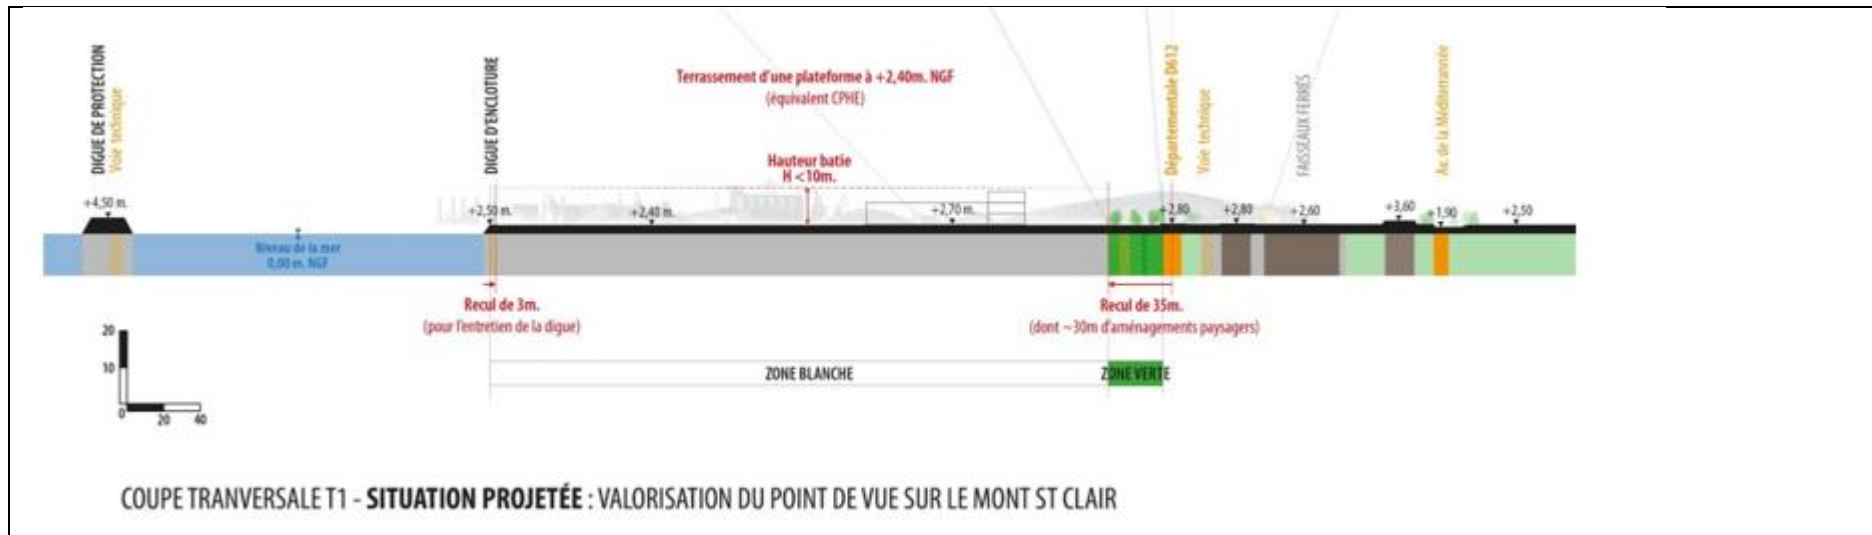 DIGUE DE PROTECTION
Voie technique
DIGUE D'ENCLOTURE
Terrassement d'une plateforme à +2,40m. NGF
(équivalent CPHE)
Départementale D612
Voie technique
FAISSEAUX FERRÉS
Av. de la Méditerrannée
Hauteur batie
H <10m.
+4,50 m.
+2,50 m.
+2,40 m.
+2,70 m.
+2,80
+2,80
+2,60
+3,60
+1,90
+2,50
Niveau de la mer
0,00 m. NGF
Recul de 3m.
(pour l'entretien de la digue)
Recul de 35m.
(dont ~30m d'aménagements paysagers)
20
10
0
20
40
ZONE BLANCHE
ZONE VERTE
COUPE TRANVERSALE T1 - SITUATION PROJETÉE : VALORISATION DU POINT DE VUE SUR LE MONT ST CLAIR